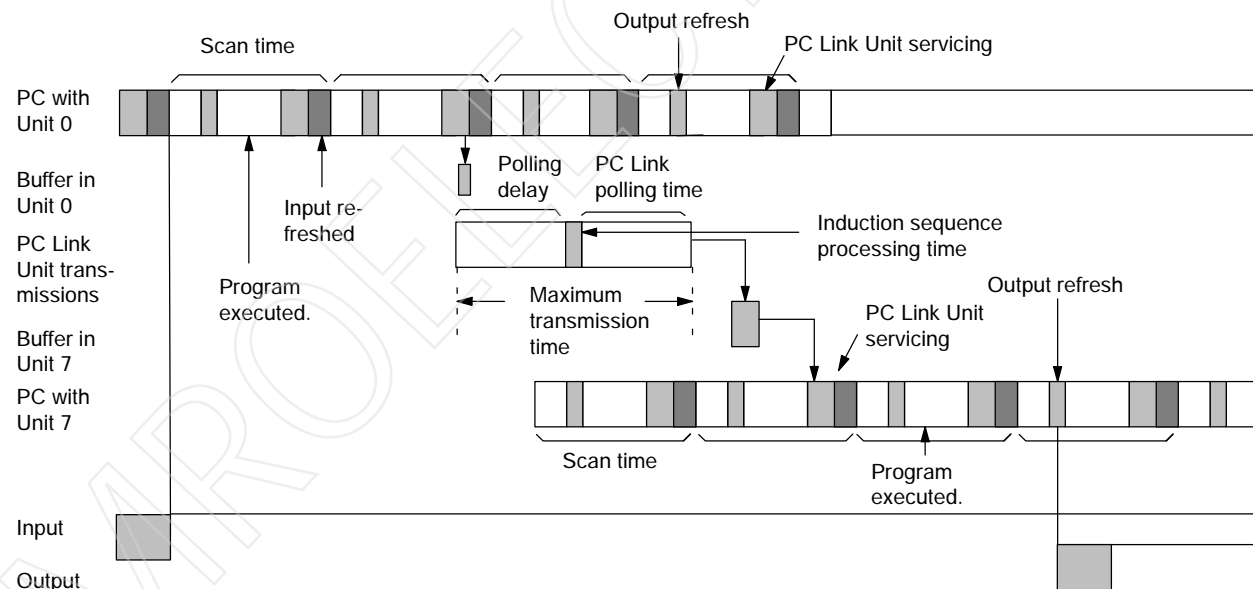 Output refresh
Scan time
PC Link Unit servicing
PC with
Unit 0
Buffer in
Unit 0
Polling
delay
PC Link
polling time
Input re-
freshed
Induction sequence
processing time
PC Link
Unit trans-
missions
Program
executed.
Maximum
transmission
time
Output refresh
PC Link Unit
servicing
Buffer in
Unit 7
PC with
Unit 7
Scan time
Program
executed.
Input
Output